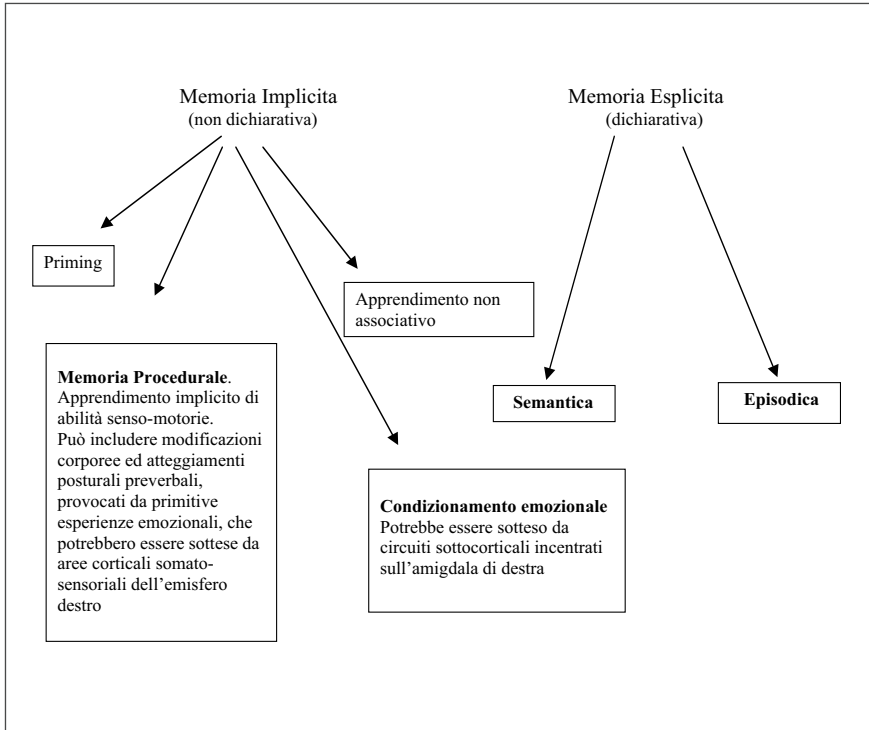 Memoria Implicita
(non dichiarativa)
Memoria Esplicita
(dichiarativa)
Priming
Apprendimento non
associativo
Memoria Procedurale.
Apprendimento implicito di
abilità senso-motorie.
Può includere modificazioni
corporee ed atteggiamenti
posturali preverbali,
provocati da primitive
esperienze emozionali, che
potrebbero essere sottese da
aree corticali somato-
sensoriali dell’emisfero
destro
Semantica
Episodica
Condizionamento emozionale
Potrebbe essere sotteso da
circuiti sottocorticali incentrati
sull’amigdala di destra